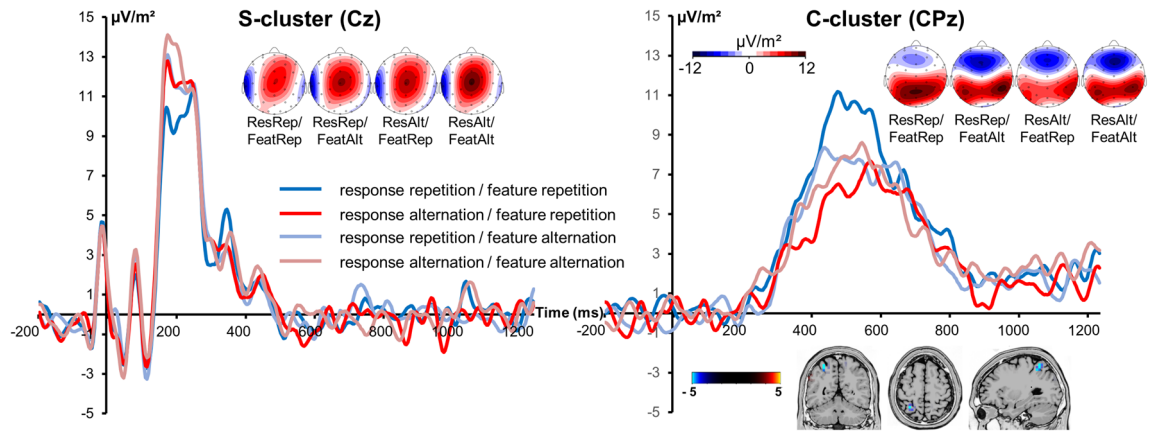 S-cluster (Cz)
µV/m²
15
13
11
9
7
5
3
1
-1
-3
-5
-200
200
400
600
800
1000
1200
Time (ms)
ResRep/
FeatRep
ResRep/
FeatAlt
ResAlt/
FeatRep
ResAlt/
FeatAlt
response repetition / feature repetition
response alternation / feature repetition
response repetition / feature alternation
response alternation / feature alternation
C-cluster (CPz)
µV/m²
15
13
11
9
7
5
3
1
-1
-3
-5
-200
200
400
600
800
1000
1200
µV/m²
-12 0 12
ResRep/
FeatRep
ResRep/
FeatAlt
ResAlt/
FeatRep
ResAlt/
FeatAlt
-5 5